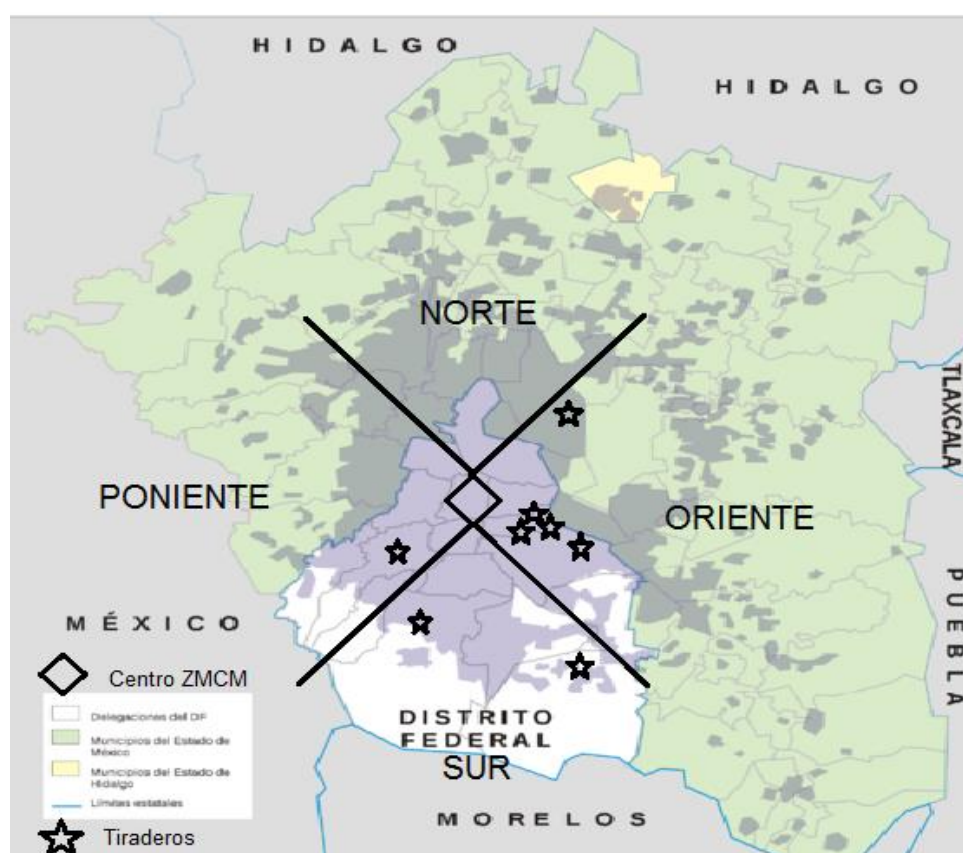 HIDALGO
HIDALGO
NORTE
TLAXCALA
PONIENTE
ORIENTE
PUEBLA
MÉXICO
Centro ZMCM
Delegaciones del DF
Municipios del Estado de
México
Municipios del Estado de
Hidalgo
Límites estatales
Tiraderos
DISTRITO
FEDERAL
SUR
MORELOS